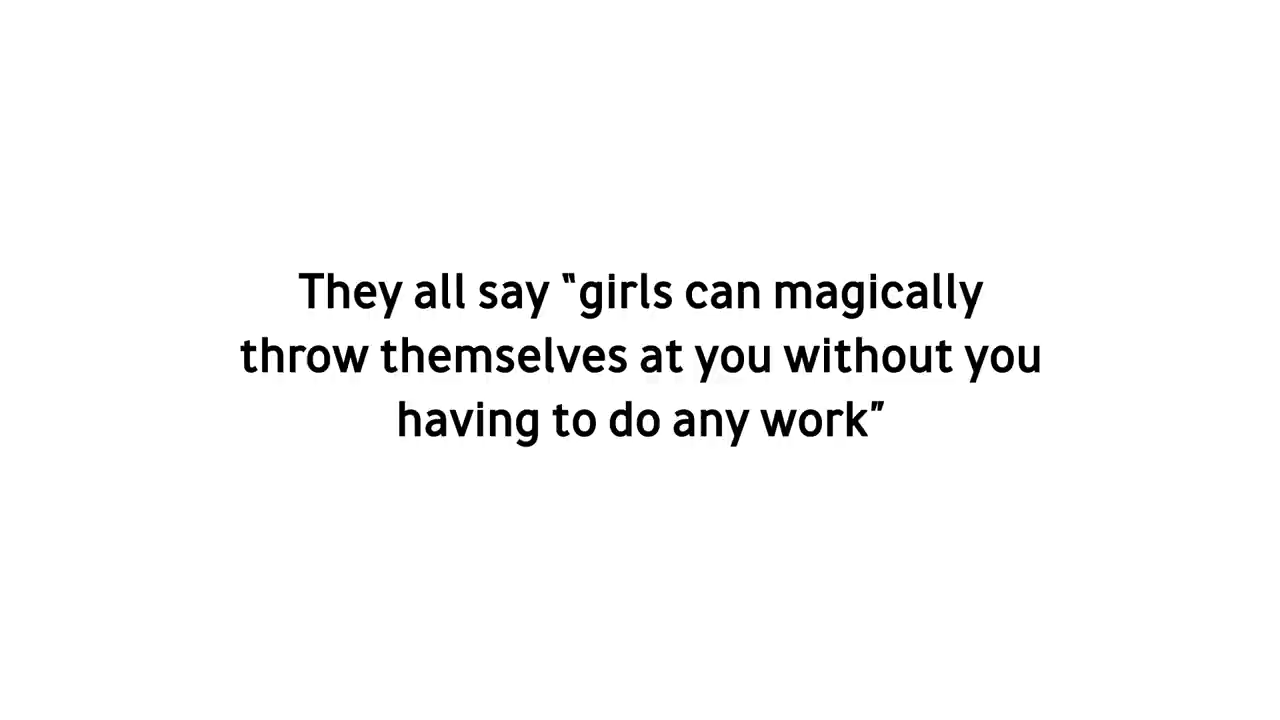 They all say “girls can magically
throw themselves at you without you
having to do any work”